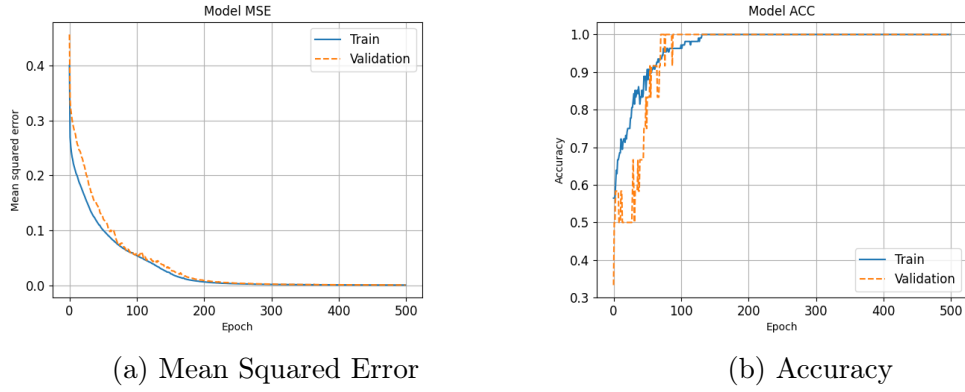 Model MSE
Train
Validation
Mean squared error
0.4
0.3
0.2
0.1
0.0
0 100 200 300 400 500
Epoch
(a) Mean Squared Error
Model ACC
Accuracy
1.0
0.9
0.8
0.7
0.6
0.5
0.4
0.3
Train
Validation
0 100 200 300 400 500
Epoch
(b) Accuracy